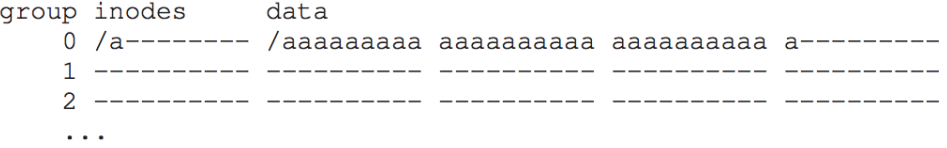 group inodes     data
    0 /a-------- /aaaaaaaaa aaaaaaaaaa aaaaaaaaaa a---------
    1 ---------- ---------- ---------- ---------- ----------
    2 ---------- ---------- ---------- ---------- ----------
    ...